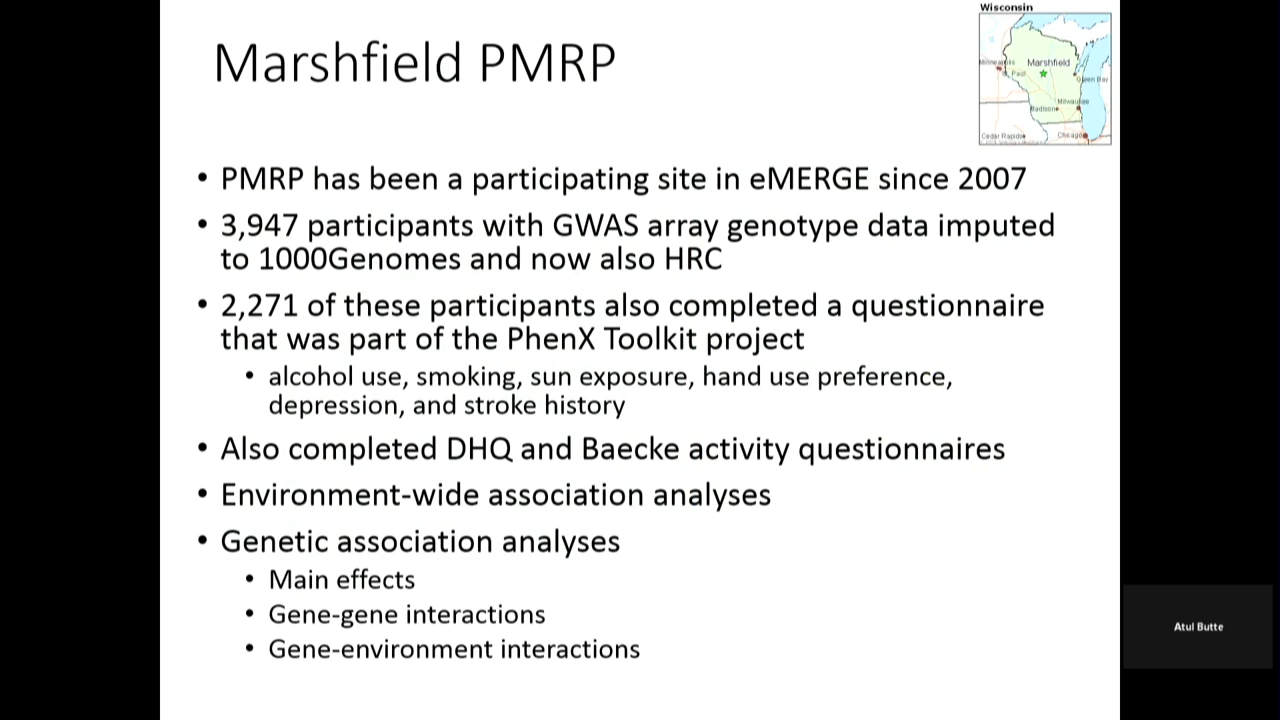 Wisconsin
Marshfield PMRP
Marshfield
Paul
Green Bay
Milwaukee
Madison
Cedar Rapids
Chicago
• PMRP has been a participating site in eMERGE since 2007
• 3,947 participants with GWAS array genotype data imputed
to 1000Genomes and now also HRC
• 2,271 of these participants also completed a questionnaire
that was part of the PhenX Toolkit project
• alcohol use, smoking, sun exposure, hand use preference,
depression, and stroke history
• Also completed DHQ and Baecke activity questionnaires
• Environment-wide association analyses
• Genetic association analyses
• Main effects
• Gene-gene interactions
• Gene-environment interactions
Atul Butte